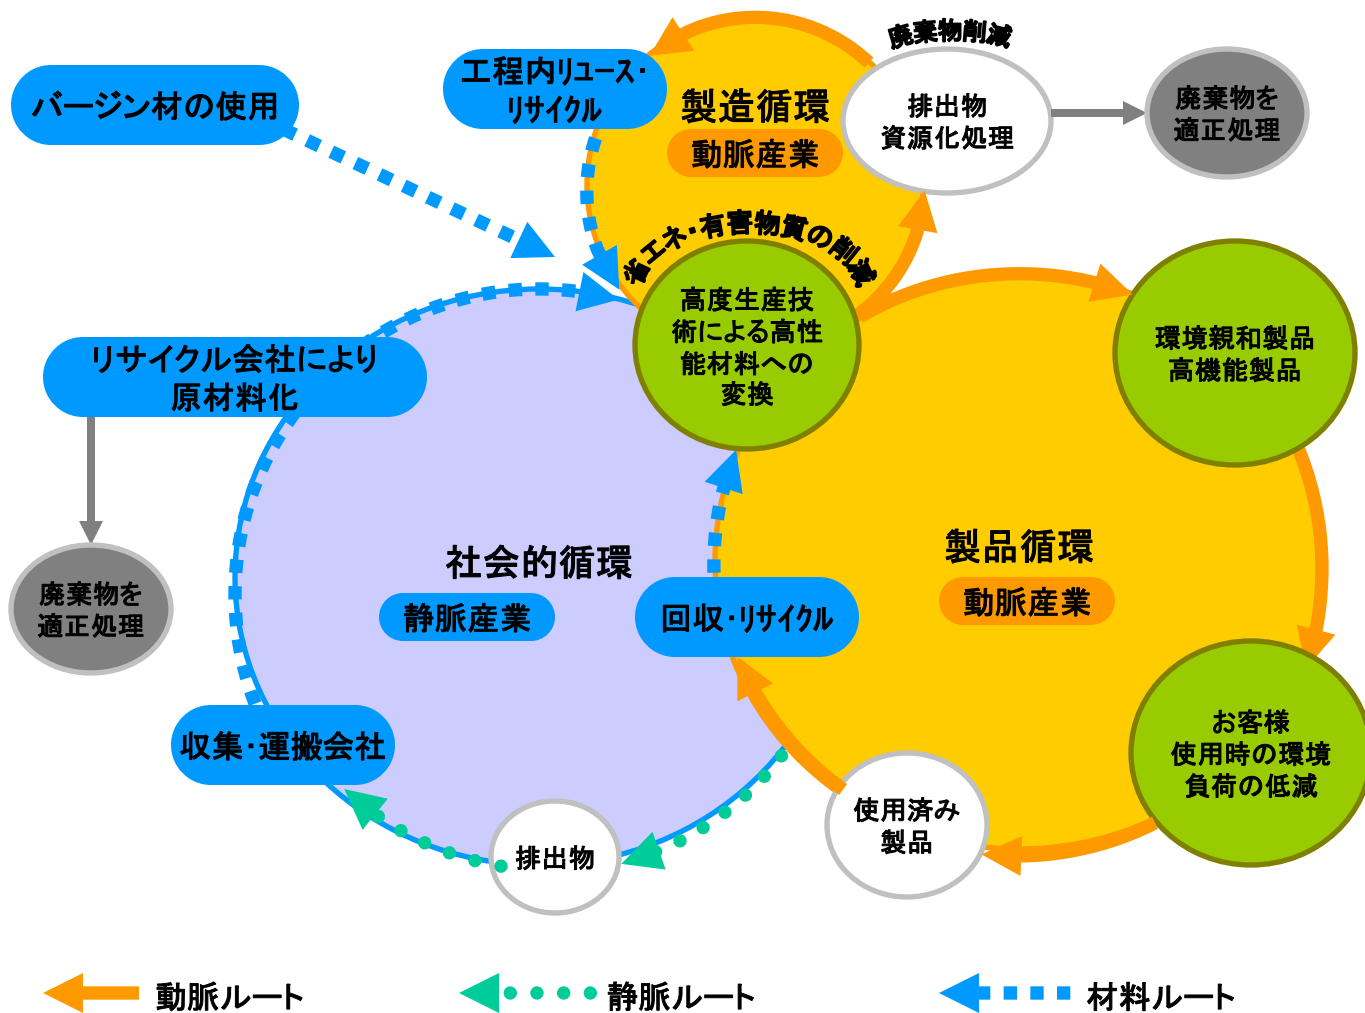 廃棄物削減
工程内リユース・
リサイクル
バージン材の使用
製造循環
動脈産業
排出物
資源化処理
廃棄物を
適正処理
省エネ・有害物質の削減
高度生産技
術による高性
能材料への
変換
環境親和製品
高機能製品
リサイクル会社により
原材料化
社会的循環
静脈産業
製品循環
動脈産業
回収・リサイクル
廃棄物を
適正処理
収集・運搬会社
お客様
使用時の環境
負荷の低減
使用済み
製品
排出物
動脈ルート
静脈ルート
材料ルート